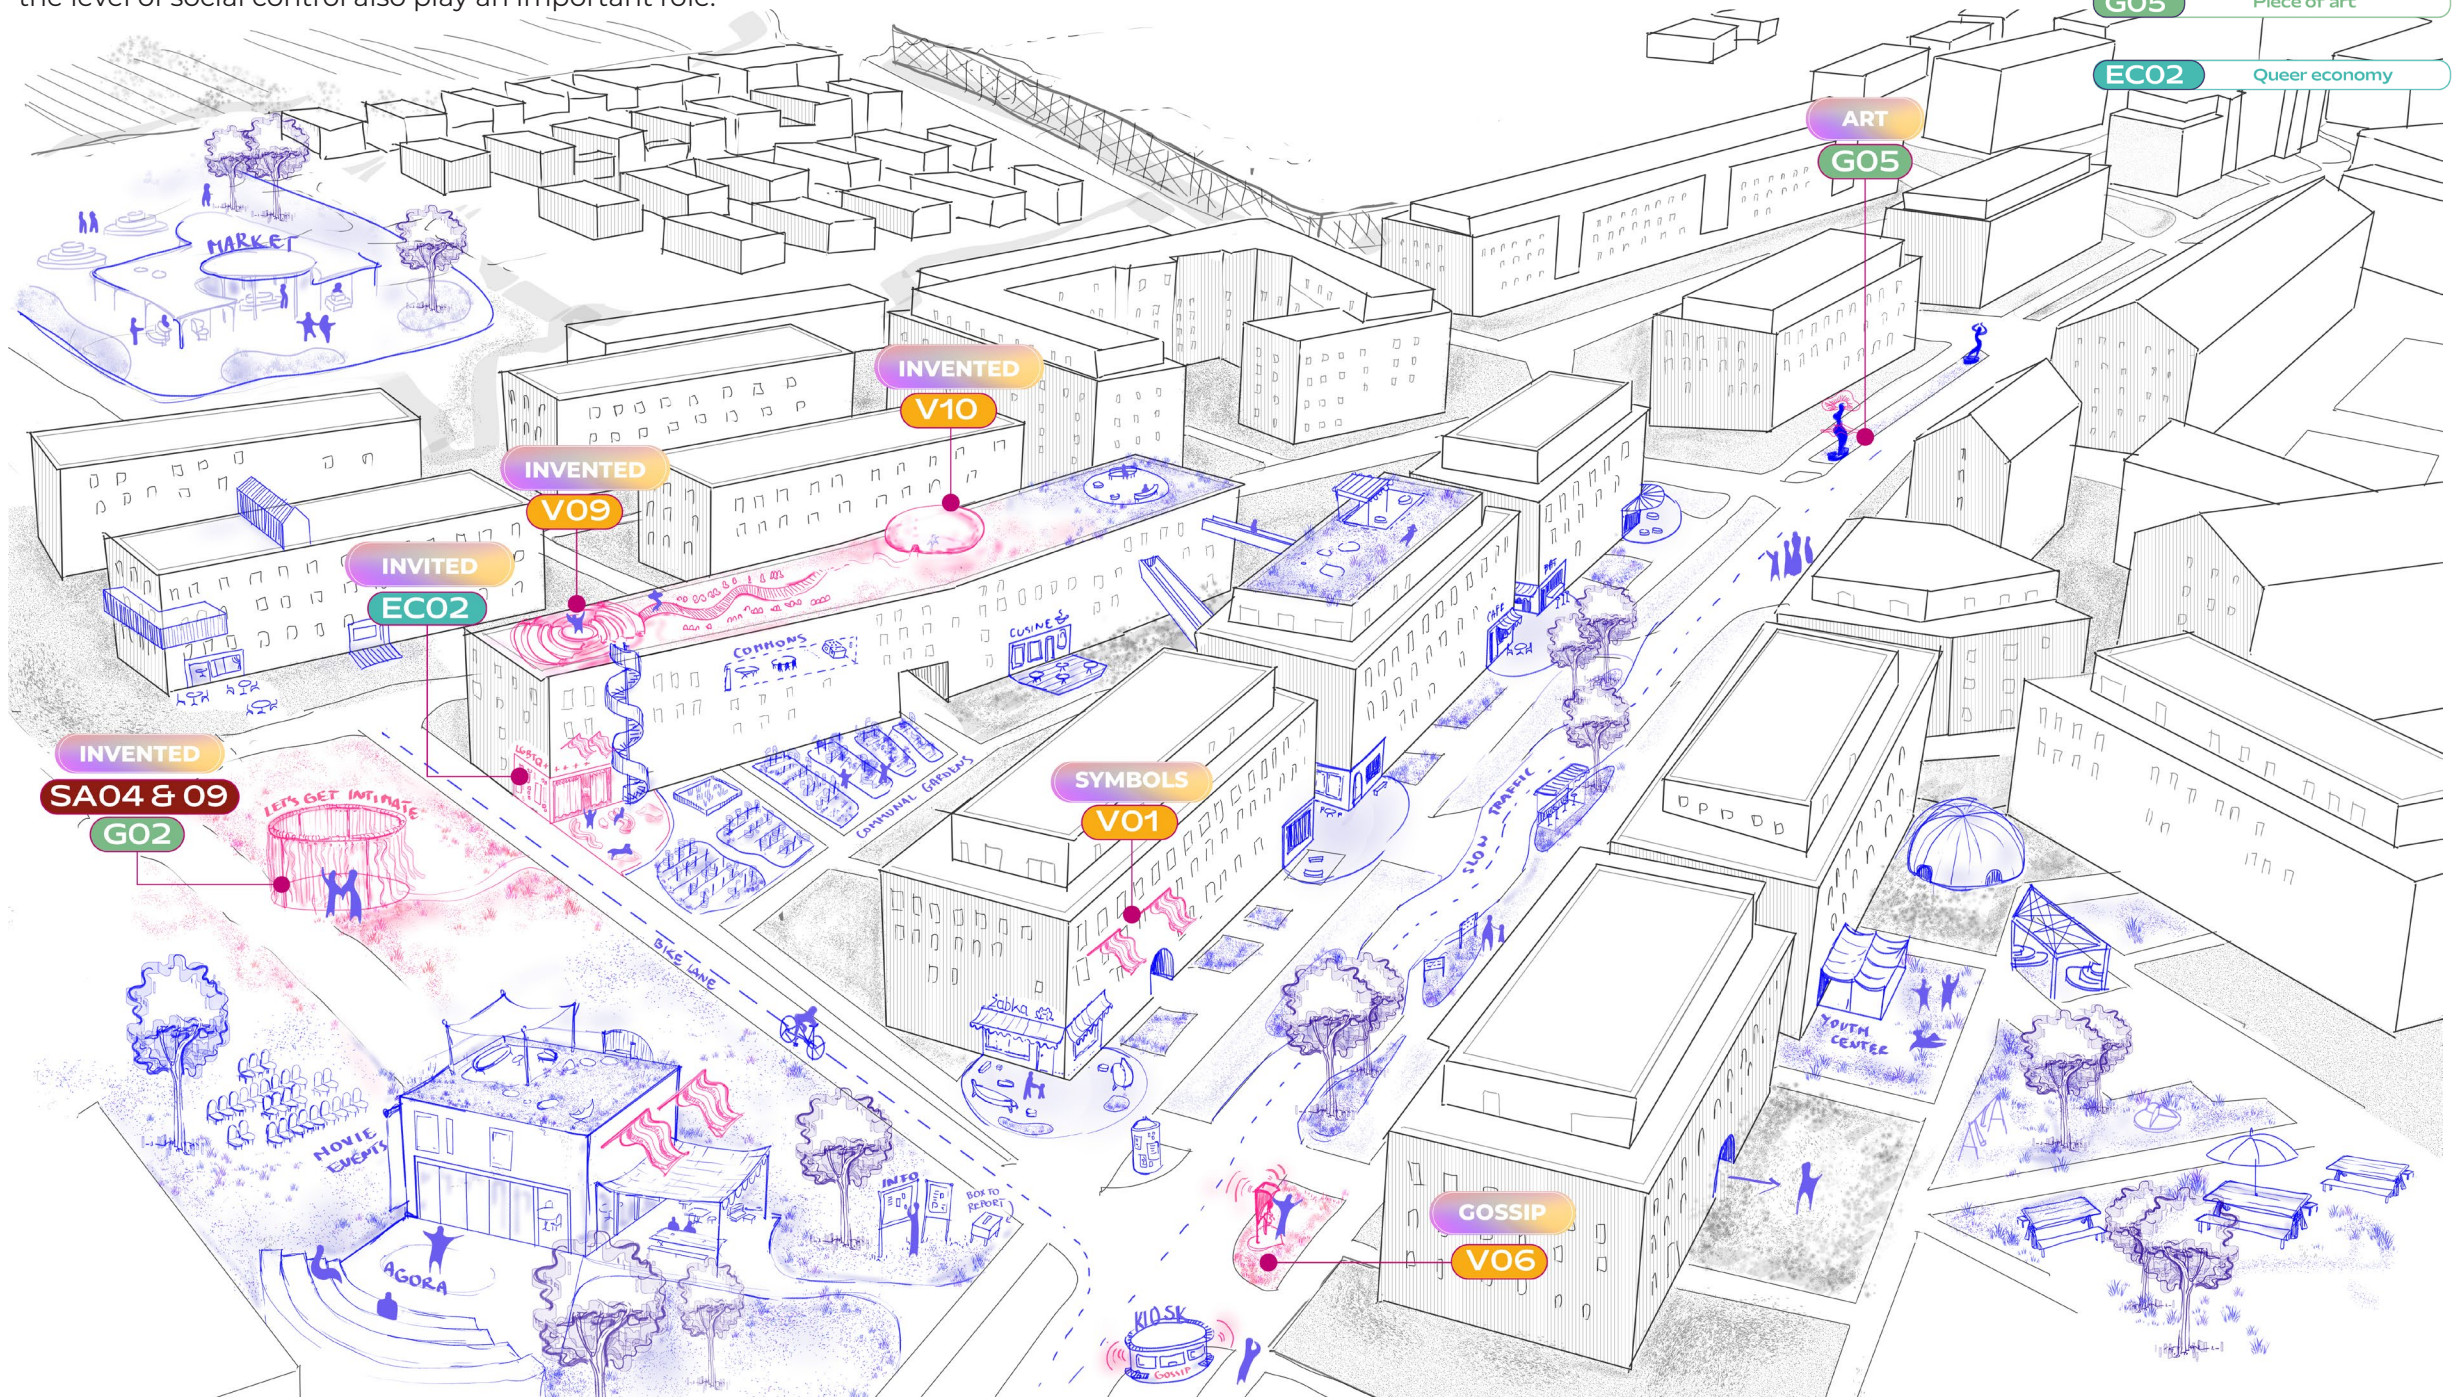 the level of social control also play an important role.
G05 Piece of art
EC02 Queer economy
ART
G05
MARKET
INVENTED
V10
INVENTED
V09
INVITED
EC02
PRT
CAFE
CUSINE
COMMONS
LGBTQ+ + + + +
COMMUNAL GARDENS
INVENTED
SA04 & 09
G02
LET'S GET INTIMATE
SYMBOLS
V01
SLOW TRAFFIC
BIKE LANE
żabka
YOUTH
CENTER
MOVIE
EVENTS
INFO
BOX TO
REPORT
AGORA
GOSSIP
V06
KIOSK
GOSSIP